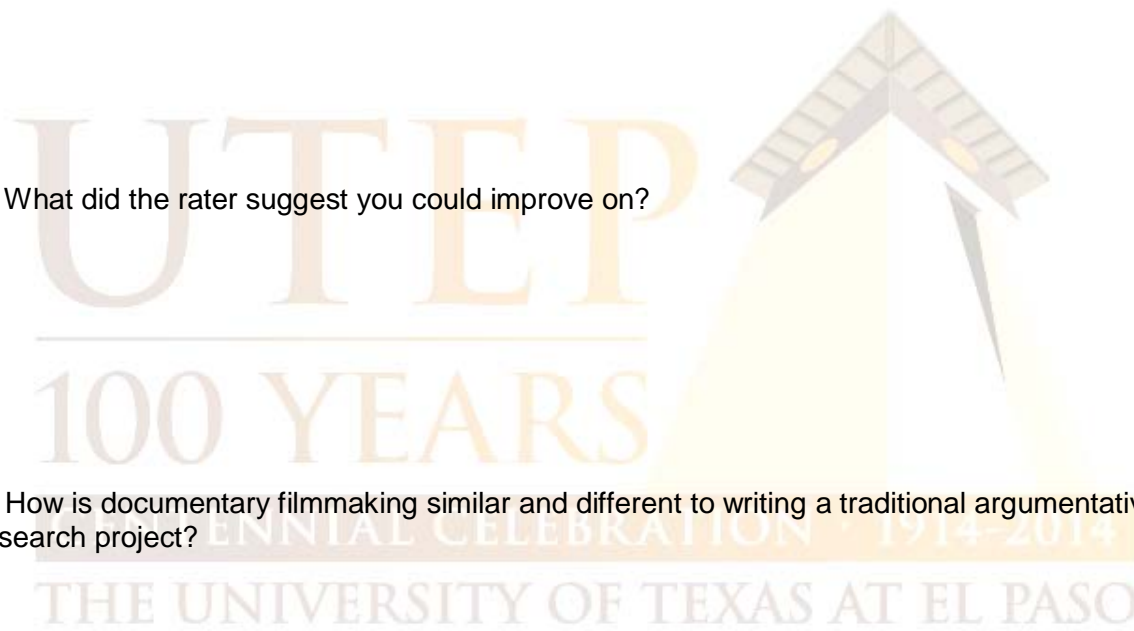 UTEP
What did the rater suggest you could improve on?
100 YEARS
How is documentary filmmaking similar and different to writing a traditional argumentativ
search project?
CENTENNIAL CELEBRATION 1914-2014
THE UNIVERSITY OF TEXAS AT EL PASO